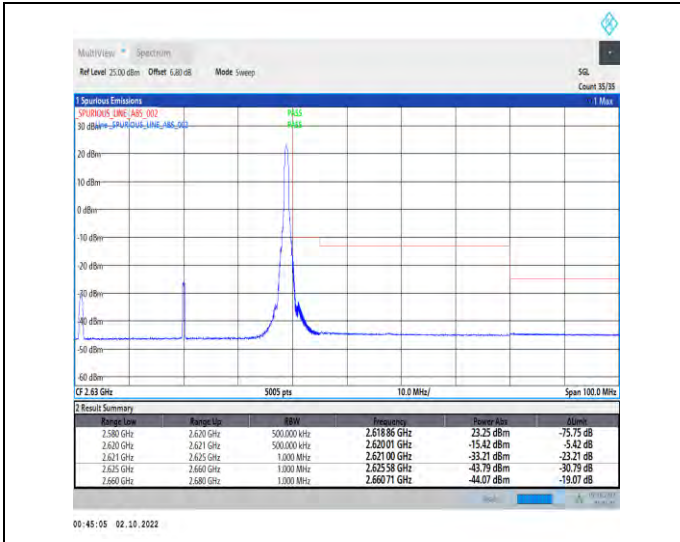 MultiView Spectrum
Ref Level 25.00 dBm Offset 6.80 dB Mode Sweep SGL
Count 35/35
1 Spurious Emissions 1 Max
_SPURIOUS_LINE_ABS_002 PASS
30 dBm PASS
20 dBm
10 dBm
0 dBm
-10 dBm
-20 dBm
-30 dBm
-40 dBm
-50 dBm
-60 dBm
CF 2.63 GHz 5005 pts 10.0 MHz/ Span 100.0 MHz
2 Result Summary
Range Low Range Up RBW Frequency Power Abs ΔLimit
2.580 GHz 2.620 GHz 500.000 kHz 2.618 86 GHz 23.25 dBm -75.75 dB
2.620 GHz 2.621 GHz 500.000 kHz 2.620 01 GHz -15.42 dBm -5.42 dB
2.621 GHz 2.625 GHz 1.000 MHz 2.621 00 GHz -33.21 dBm -23.21 dB
2.625 GHz 2.660 GHz 1.000 MHz 2.625 58 GHz -43.79 dBm -30.79 dB
2.660 GHz 2.680 GHz 1.000 MHz 2.660 71 GHz -44.07 dBm -19.07 dB
00:45:05 02.10.2022